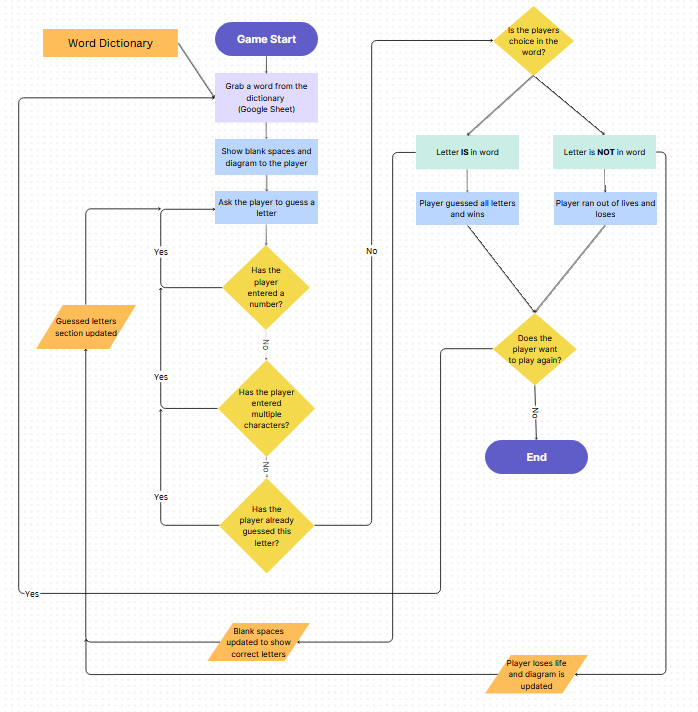 Word Dictionary
Game Start
Grab a word from the
dictionary
(Google Sheet)
Show blank spaces and
diagram to the player
Ask the player to guess a
letter
Yes
Has the
player
entered a
number?
No
Guessed letters
section updated
Yes
Has the player
entered
multiple
characters?
No
Yes
Has the
player already
guessed this
letter?
No
Is the players
choice in the
word?
Letter IS in word
Letter is NOT in word
Player guessed all letters
and wins
Player ran out of lives and
loses
Does the
player want
to play again?
No
End
Yes
Blank spaces
updated to show
correct letters
Player loses life
and diagram is
updated